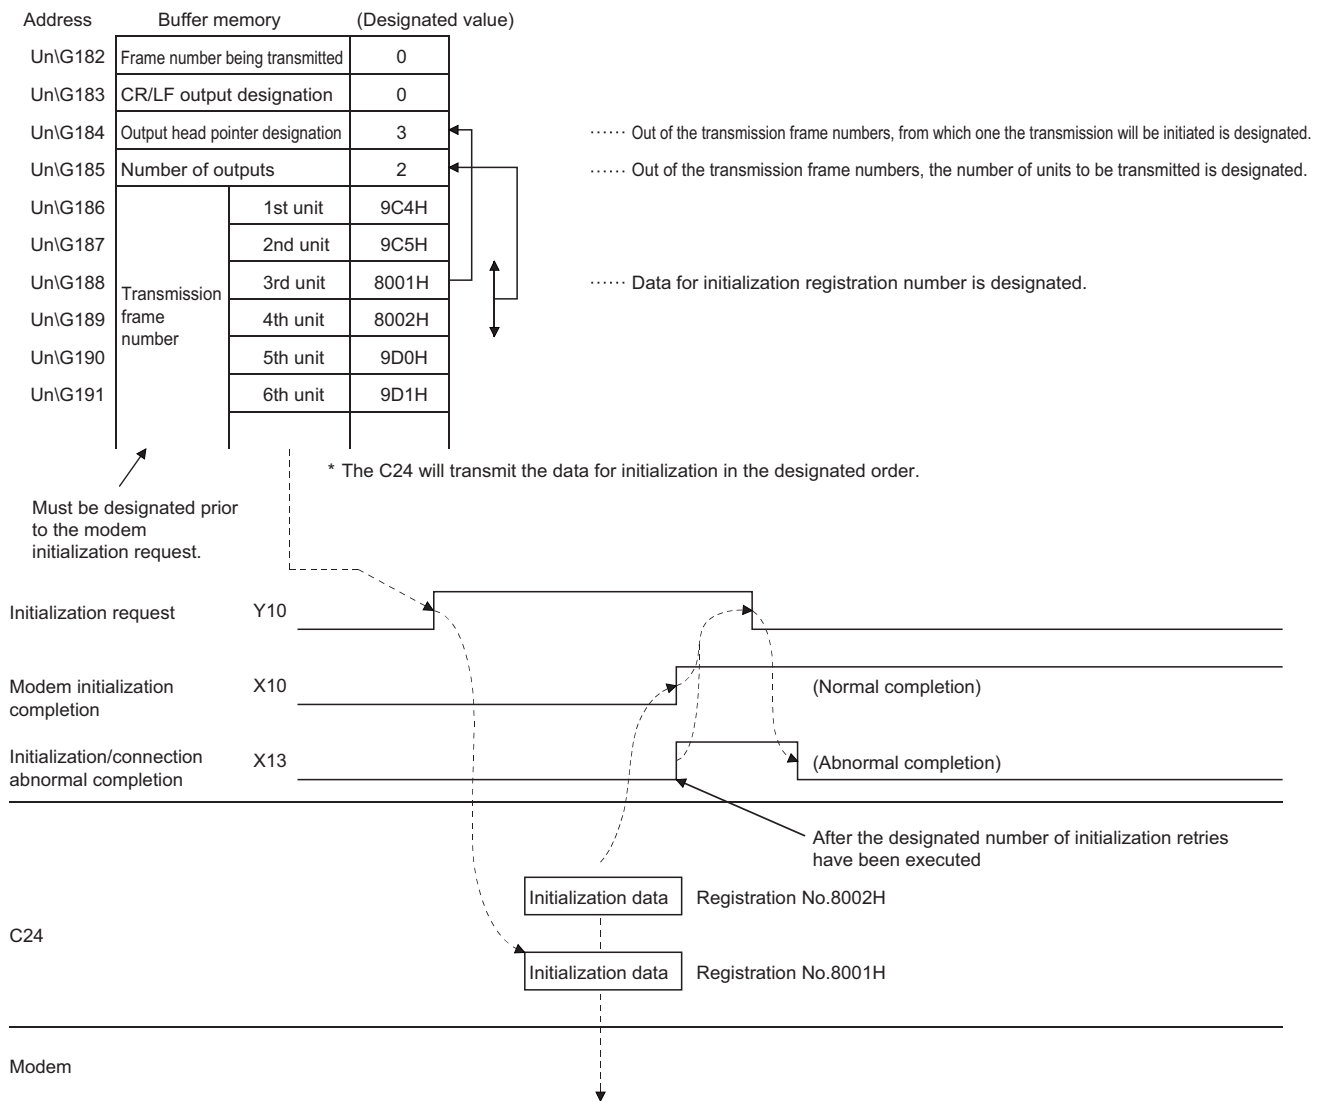 Address Buffer memory (Designated value)
Un\G182 Frame number being transmitted 0
Un\G183 CR/LF output designation 0
Un\G184 Output head pointer designation 3 ······ Out of the transmission frame numbers, from which one the transmission will be initiated is designated.
Un\G185 Number of outputs 2 ······ Out of the transmission frame numbers, the number of units to be transmitted is designated.
Un\G186 1st unit 9C4H
Un\G187 2nd unit 9C5H
Un\G188 3rd unit 8001H ······ Data for initialization registration number is designated.
Transmission
frame
number
Un\G189 4th unit 8002H
Un\G190 5th unit 9D0H
Un\G191 6th unit 9D1H
* The C24 will transmit the data for initialization in the designated order.
Must be designated prior
to the modem
initialization request.
Initialization request Y10
Modem initialization
completion
X10 (Normal completion)
Initialization/connection
abnormal completion
X13 (Abnormal completion)
After the designated number of initialization retries
have been executed
Initialization data Registration No.8002H
C24
Initialization data Registration No.8001H
Modem